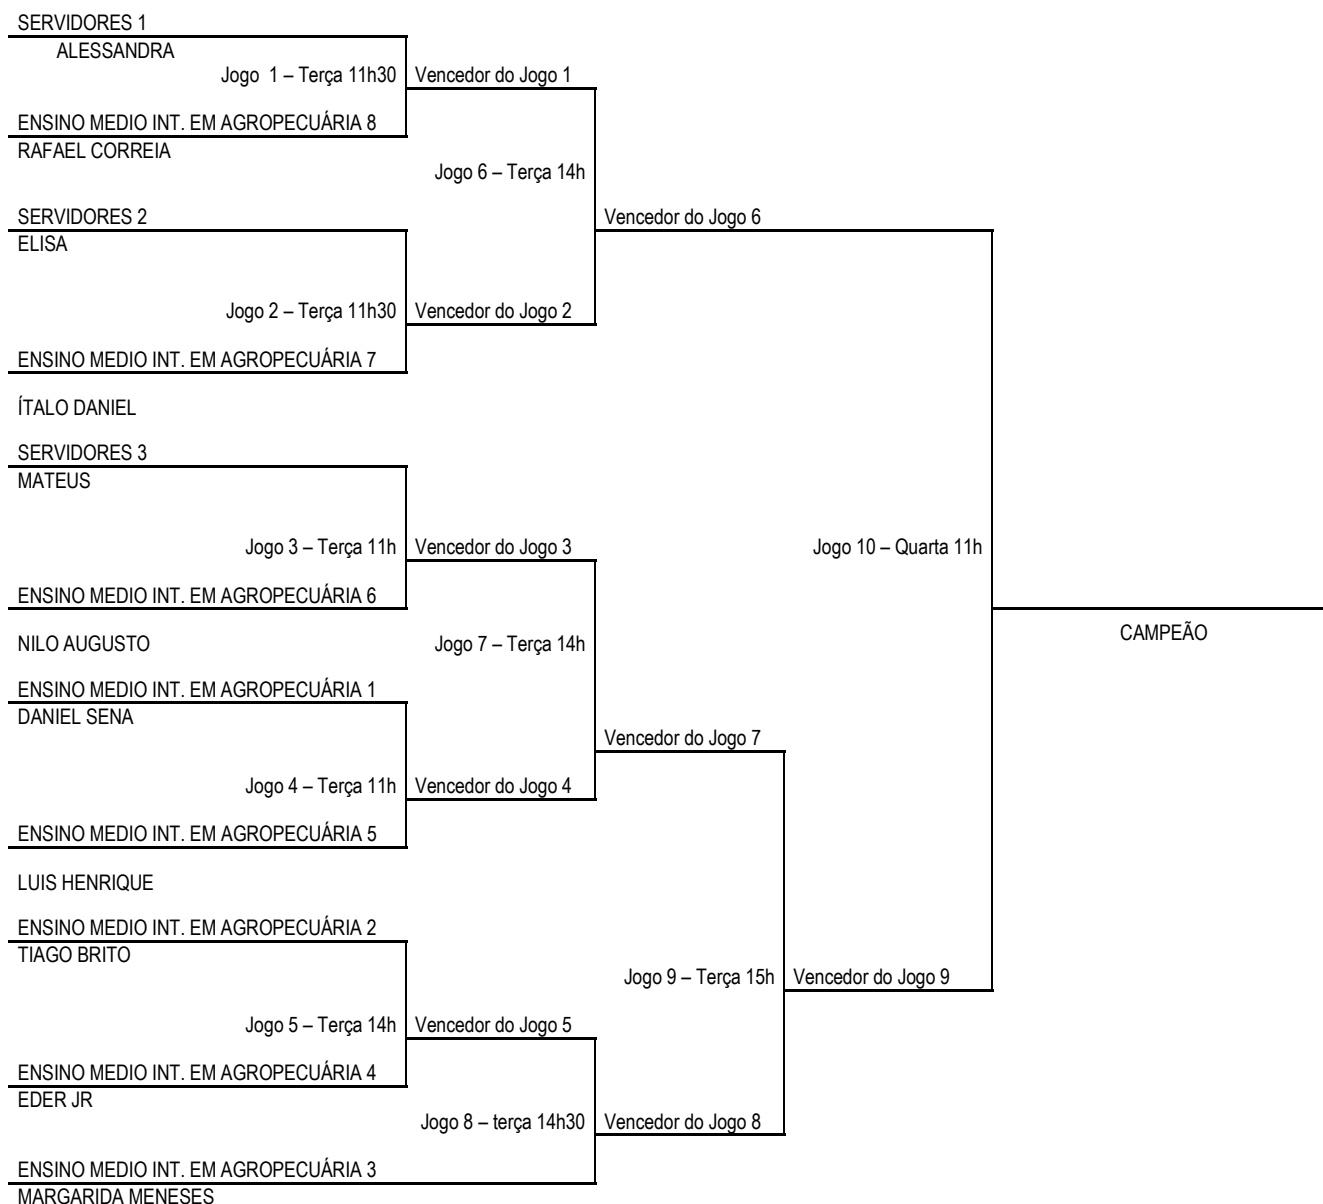 SERVIDORES 1
ALESSANDRA
Jogo 1 – Terça 11h30
Vencedor do Jogo 1
ENSINO MEDIO INT. EM AGROPECUÁRIA 8
RAFAEL CORREIA
Jogo 6 – Terça 14h
SERVIDORES 2
Vencedor do Jogo 6
ELISA
Jogo 2 – Terça 11h30
Vencedor do Jogo 2
ENSINO MEDIO INT. EM AGROPECUÁRIA 7
ÍTALO DANIEL
SERVIDORES 3
MATEUS
Jogo 3 – Terça 11h
Vencedor do Jogo 3
Jogo 10 – Quarta 11h
ENSINO MEDIO INT. EM AGROPECUÁRIA 6
CAMPEÃO
NILO AUGUSTO
Jogo 7 – Terça 14h
ENSINO MEDIO INT. EM AGROPECUÁRIA 1
DANIEL SENA
Vencedor do Jogo 7
Jogo 4 – Terça 11h
Vencedor do Jogo 4
ENSINO MEDIO INT. EM AGROPECUÁRIA 5
LUIS HENRIQUE
ENSINO MEDIO INT. EM AGROPECUÁRIA 2
TIAGO BRITO
Jogo 9 – Terça 15h
Vencedor do Jogo 9
Jogo 5 – Terça 14h
Vencedor do Jogo 5
ENSINO MEDIO INT. EM AGROPECUÁRIA 4
EDER JR
Jogo 8 – terça 14h30
Vencedor do Jogo 8
ENSINO MEDIO INT. EM AGROPECUÁRIA 3
MARGARIDA MENESES